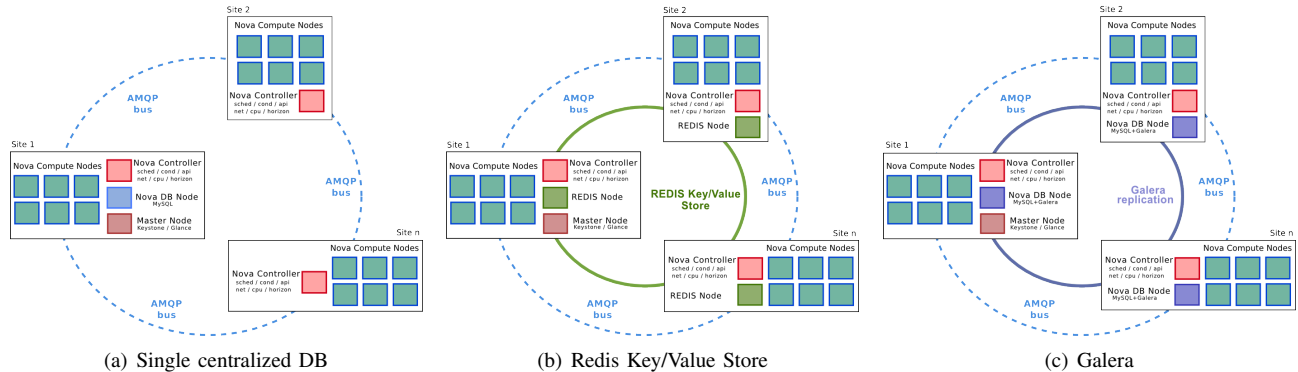 Site 2
Nova Compute Nodes
Nova Controller
sched / cond / api
net / cpu / horizon
AMQP
bus
Site 1
Nova Compute Nodes
Nova Controller
sched / cond / api
net / cpu / horizon
Nova DB Node
MySQL
Master Node
Keystone / Glance
AMQP
bus
Site n
Nova Compute Nodes
Nova Controller
sched / cond / api
net / cpu / horizon
AMQP
bus
(a) Single centralized DB
Site 2
Nova Compute Nodes
Nova Controller
sched / cond / api
net / cpu / horizon
REDIS Node
AMQP
bus
Site 1
Nova Compute Nodes
Nova Controller
sched / cond / api
net / cpu / horizon
REDIS Node
Master Node
Keystone / Glance
REDIS Key/Value
Store
AMQP
bus
Site n
Nova Compute Nodes
Nova Controller
sched / cond / api
net / cpu / horizon
REDIS Node
AMQP
bus
(b) Redis Key/Value Store
Site 2
Nova Compute Nodes
Nova Controller
sched / cond / api
net / cpu / horizon
Nova DB Node
MySQL+Galera
AMQP
bus
Site 1
Nova Compute Nodes
Nova Controller
sched / cond / api
net / cpu / horizon
Nova DB Node
MySQL+Galera
Master Node
Keystone / Glance
Galera
replication
AMQP
bus
Site n
Nova Compute Nodes
Nova Controller
sched / cond / api
net / cpu / horizon
Nova DB Node
MySQL+Galera
AMQP
bus
(c) Galera